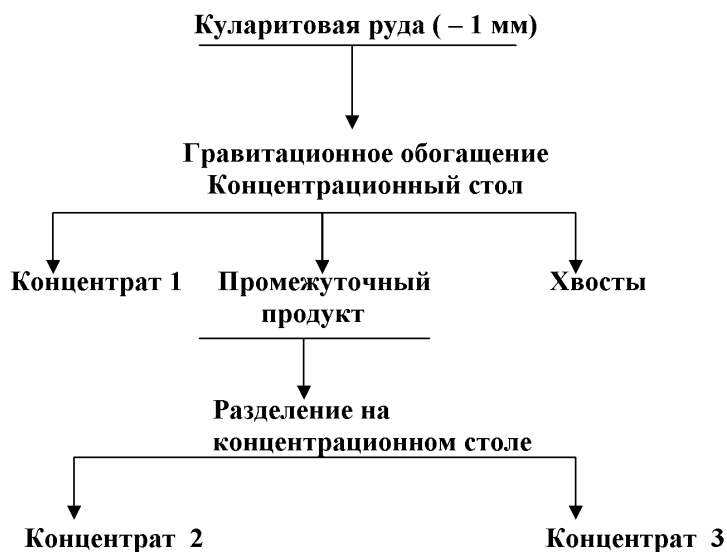 Куларитовая руда ( – 1 мм)
Гравитационное обогащение
Концентрационный стол
Концентрат 1
Промежуточный
продукт
Хвосты
Разделение на
концентрационном столе
Концентрат 2
Концентрат 3